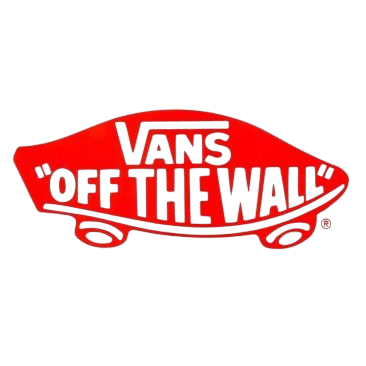 VANS
"OFF THE WALL"
®